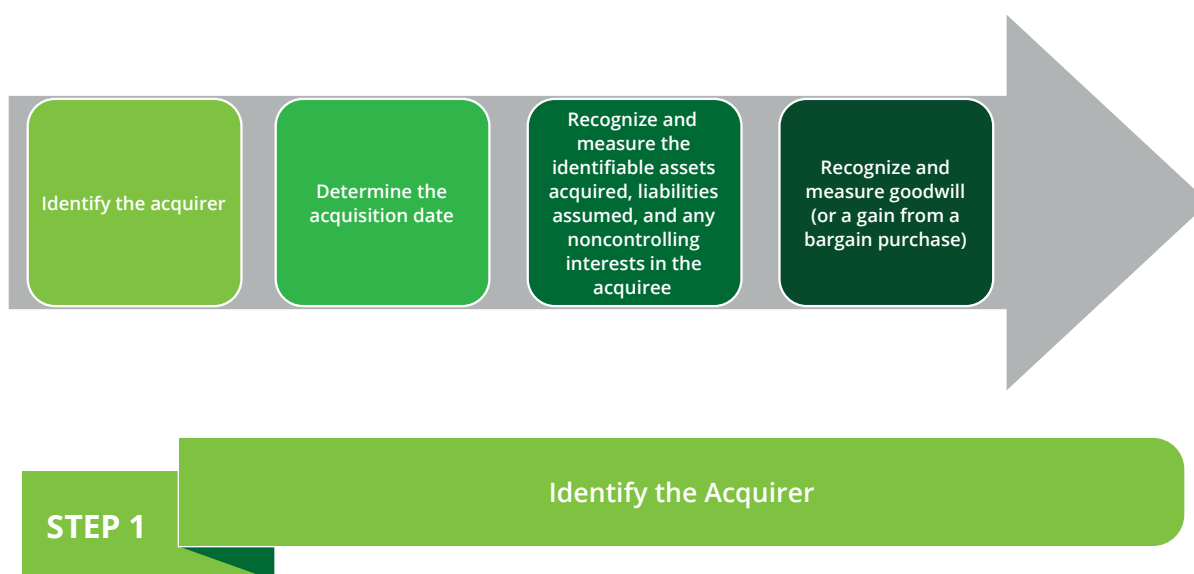 Identify the acquirer
Determine the
acquisition date
Recognize and
measure the
identifiable assets
acquired, liabilities
assumed, and any
noncontrolling
interests in the
acquiree
Recognize and
measure goodwill
(or a gain from a
bargain purchase)
Identify the Acquirer
STEP 1